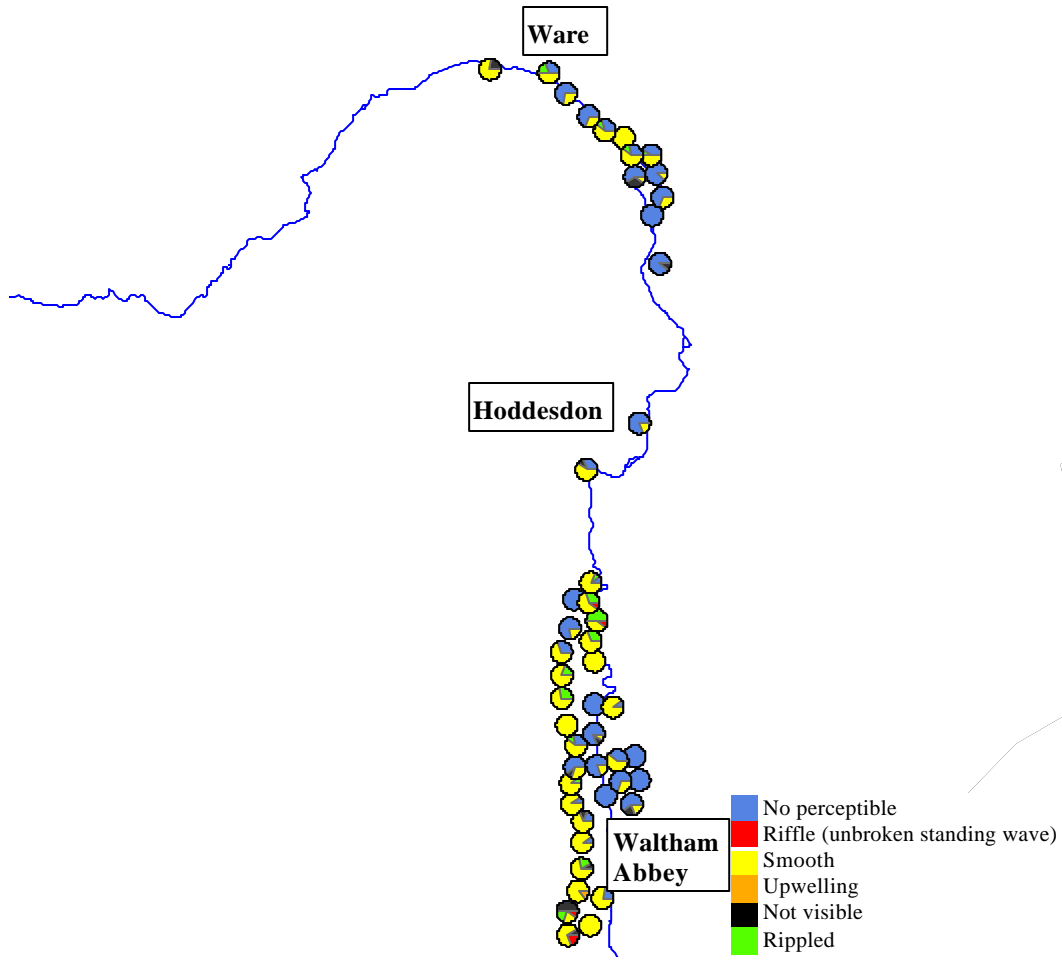 Ware
Hoddesdon
Waltham
Abbey
No perceptible
Riffle (unbroken standing wave)
Smooth
Upwelling
Not visible
Rippled